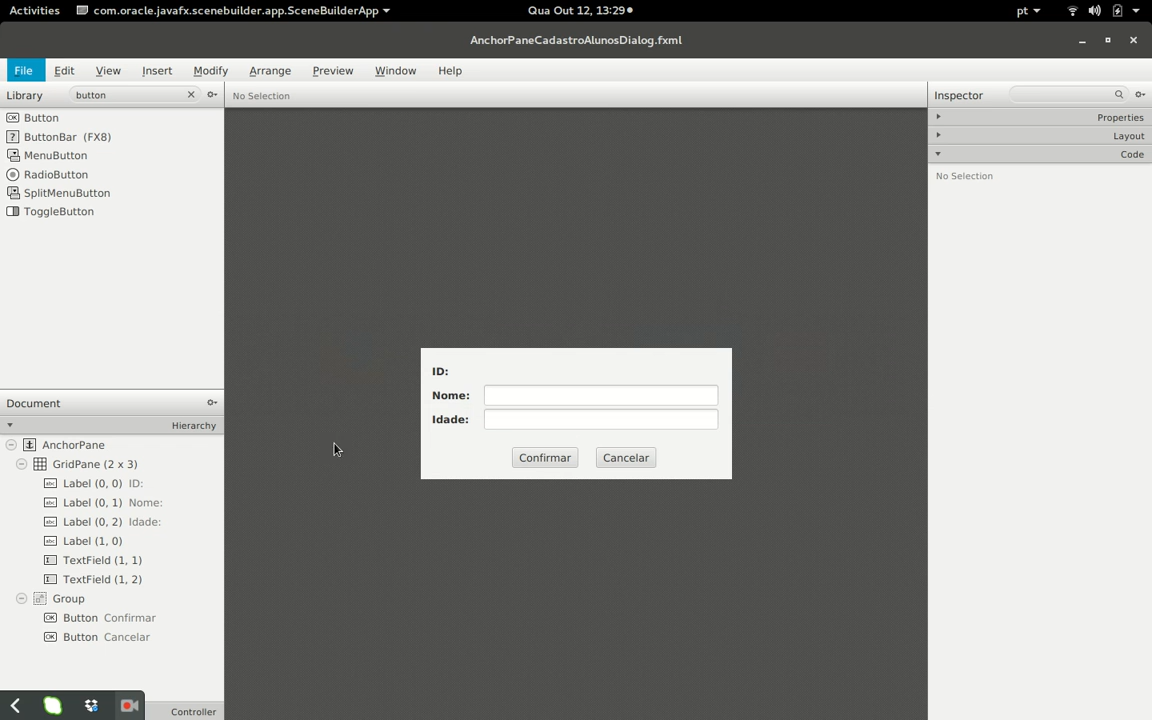 Activities com.oracle.javafx.scenebuilder.app.SceneBuilderApp Qua Out 12, 13:29 pt
AnchorPaneCadastroAlunosDialog.fxml
File Edit View Insert Modify Arrange Preview Window Help
Library button
No Selection
Inspector
Button
ButtonBar (FX8)
MenuButton
RadioButton
SplitMenuButton
ToggleButton
Properties
Layout
Code
No Selection
ID:
Nome:
Idade:
Confirmar Cancelar
Document
Hierarchy
AnchorPane
GridPane (2 x 3)
Label (0, 0) ID:
Label (0, 1) Nome:
Label (0, 2) Idade:
Label (1, 0)
TextField (1, 1)
TextField (1, 2)
Group
OK Button Confirmar
OK Button Cancelar
Controller